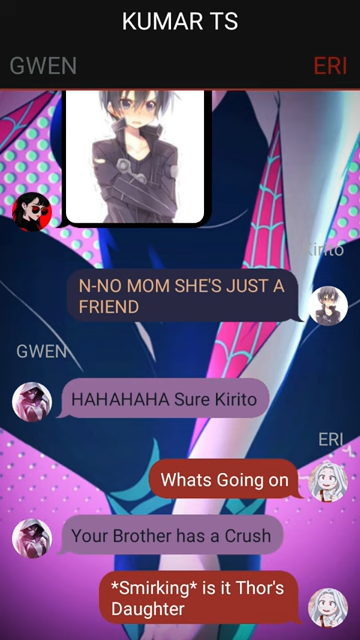 KUMAR TS
GWEN
ERI
Kirito
N-NO MOM SHE'S JUST A
FRIEND
GWEN
HAHAHAHA Sure Kirito
ERI
Whats Going on
Your Brother has a Crush
*Smirking* is it Thor's
Daughter